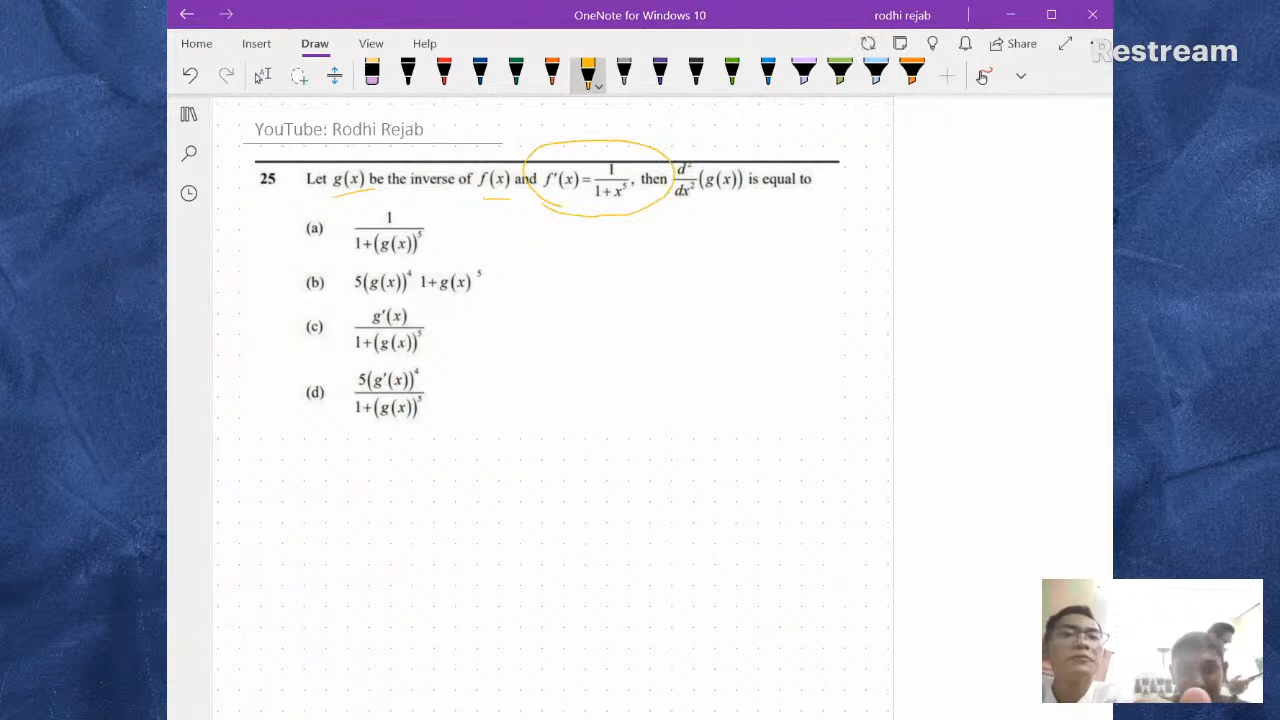 OneNote for Windows 10
rodhi rejab
Restream
Home Insert Draw View Help
Share
YouTube: Rodhi Rejab
25 Let g(x) be the inverse of f(x) and f'(x) = 1/(1+x⁵), then d²/dx² (g(x)) is equal to
(a) 1/(1+(g(x))⁵)
(b) 5(g(x))⁴ 1+g(x) ⁵
(c) g'(x)/(1+(g(x))⁵)
(d) 5(g'(x))⁴/(1+(g(x))⁵)